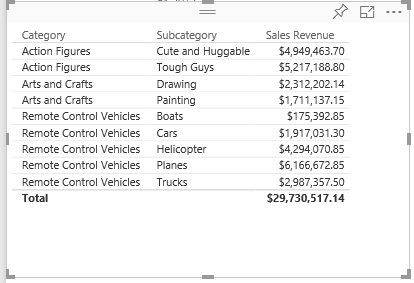 Category Subcategory Sales Revenue
Action Figures Cute and Huggable $4,949,463.70
Action Figures Tough Guys $5,217,188.80
Arts and Crafts Drawing $2,312,202.14
Arts and Crafts Painting $1,711,137.15
Remote Control Vehicles Boats $175,392.85
Remote Control Vehicles Cars $1,917,031.30
Remote Control Vehicles Helicopter $4,294,070.85
Remote Control Vehicles Planes $6,166,672.85
Remote Control Vehicles Trucks $2,987,357.50
Total $29,730,517.14